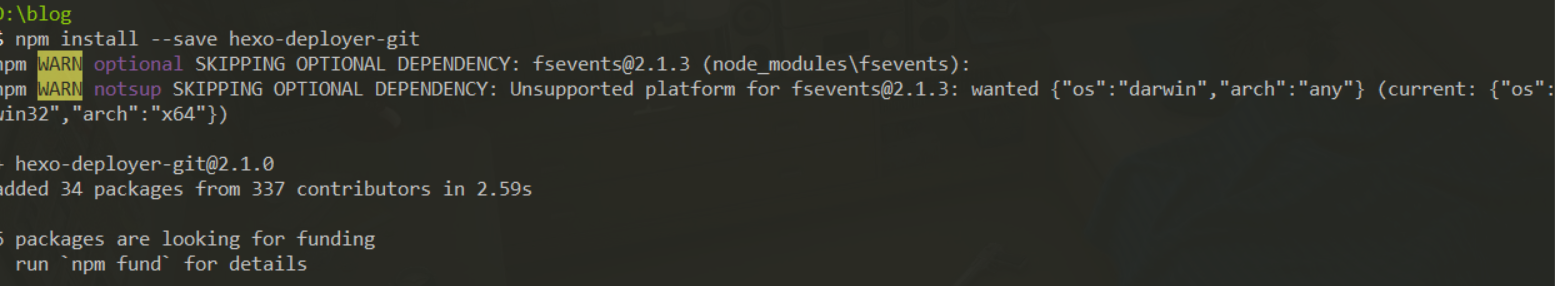 D:\blog
$ npm install --save hexo-deployer-git
npm WARN optional SKIPPING OPTIONAL DEPENDENCY: fsevents@2.1.3 (node_modules\fsevents):
npm WARN notsup SKIPPING OPTIONAL DEPENDENCY: Unsupported platform for fsevents@2.1.3: wanted {"os":"darwin","arch":"any"} (current: {"os":
win32","arch":"x64"})
+ hexo-deployer-git@2.1.0
added 34 packages from 337 contributors in 2.59s
packages are looking for funding
run `npm fund` for details